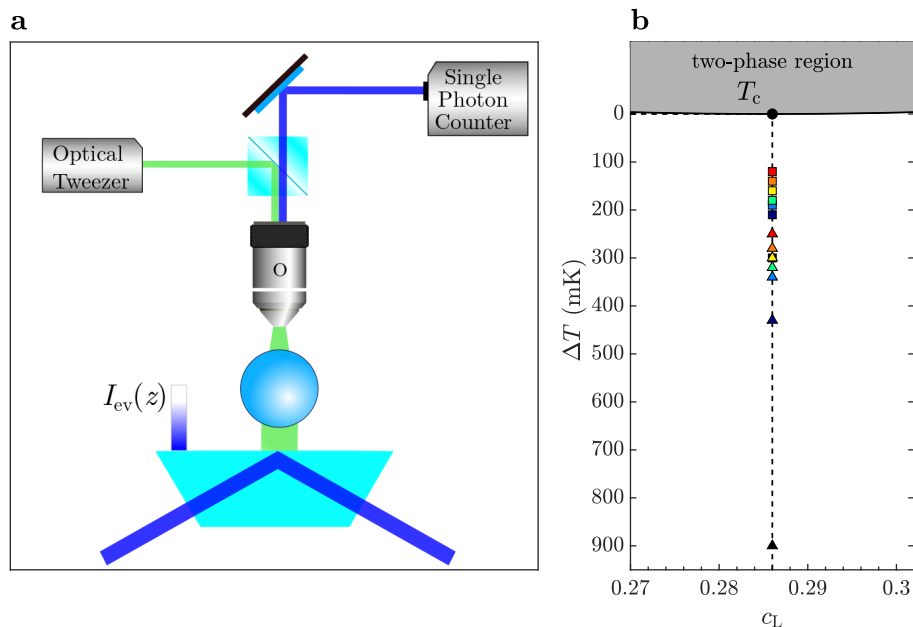 a
Single
Photon
Counter
Optical
Tweezer
O
I_ev(z)
b
two-phase region
T_c
0
100
200
300
400
500
600
700
800
900
ΔT (mK)
0.27
0.28
0.29
0.3
c_L